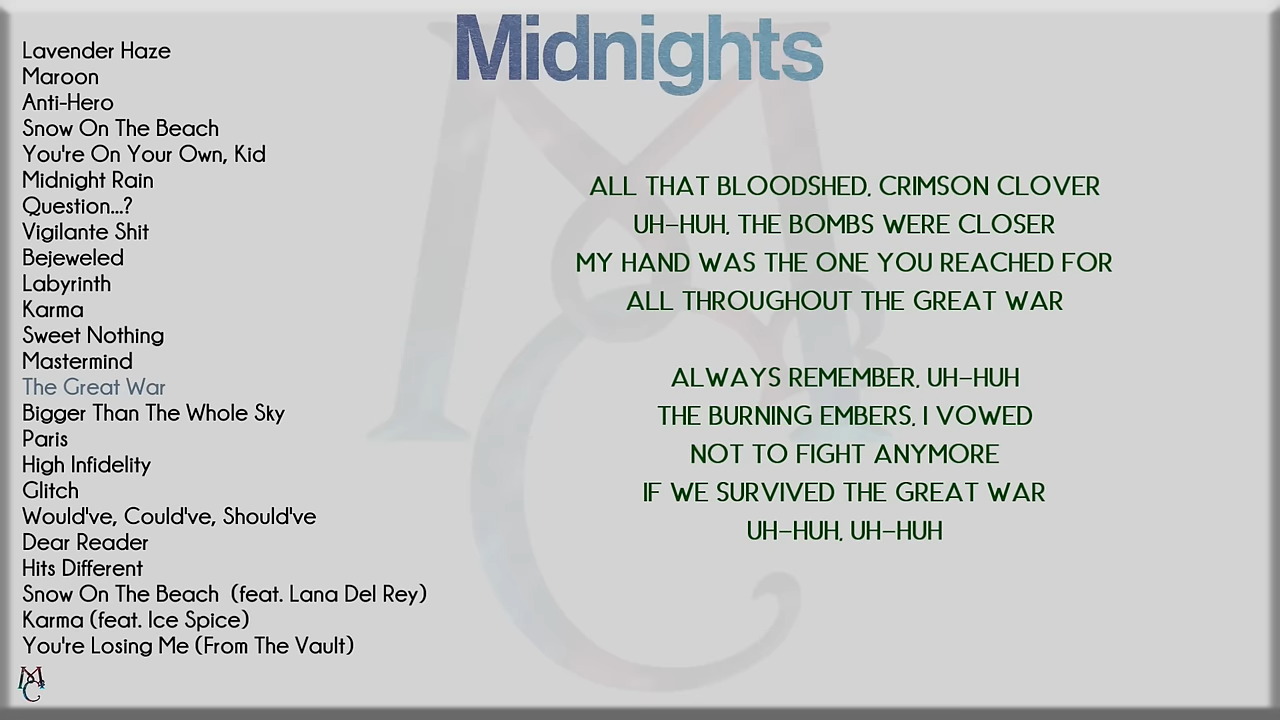 Midnights
Lavender Haze
Maroon
Anti-Hero
Snow On The Beach
You're On Your Own, Kid
Midnight Rain
Question...?
Vigilante Shit
Bejeweled
Labyrinth
Karma
Sweet Nothing
Mastermind
The Great War
Bigger Than The Whole Sky
Paris
High Infidelity
Glitch
Would've, Could've, Should've
Dear Reader
Hits Different
Snow On The Beach (feat. Lana Del Rey)
Karma (feat. Ice Spice)
You're Losing Me (From The Vault)
ALL THAT BLOODSHED, CRIMSON CLOVER
UH-HUH, THE BOMBS WERE CLOSER
MY HAND WAS THE ONE YOU REACHED FOR
ALL THROUGHOUT THE GREAT WAR
ALWAYS REMEMBER, UH-HUH
THE BURNING EMBERS, I VOWED
NOT TO FIGHT ANYMORE
IF WE SURVIVED THE GREAT WAR
UH-HUH, UH-HUH